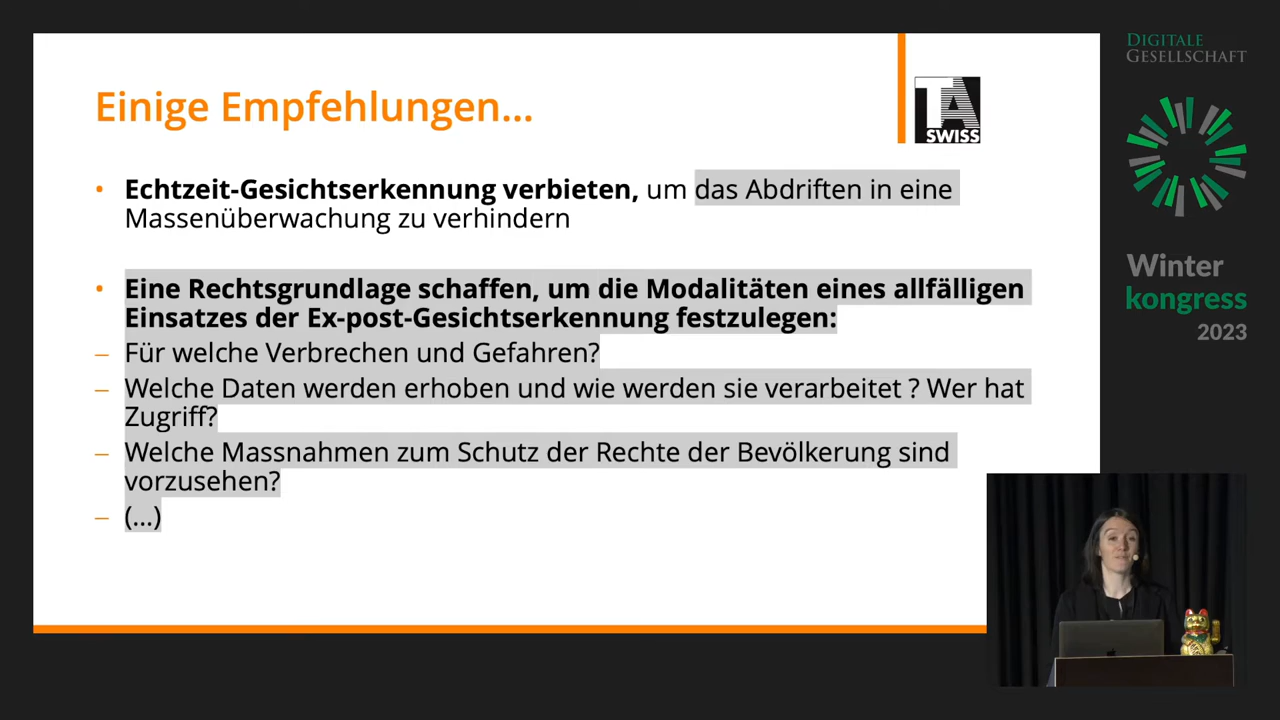 Einige Empfehlungen...
TA
SWISS
• Echtzeit-Gesichtserkennung verbieten, um das Abdriften in eine
Massenüberwachung zu verhindern
• Eine Rechtsgrundlage schaffen, um die Modalitäten eines allfälligen
Einsatzes der Ex-post-Gesichtserkennung festzulegen:
– Für welche Verbrechen und Gefahren?
– Welche Daten werden erhoben und wie werden sie verarbeitet ? Wer hat
Zugriff?
– Welche Massnahmen zum Schutz der Rechte der Bevölkerung sind
vorzusehen?
– (...)
DIGITALE
GESELLSCHAFT
Winter
kongress
2023